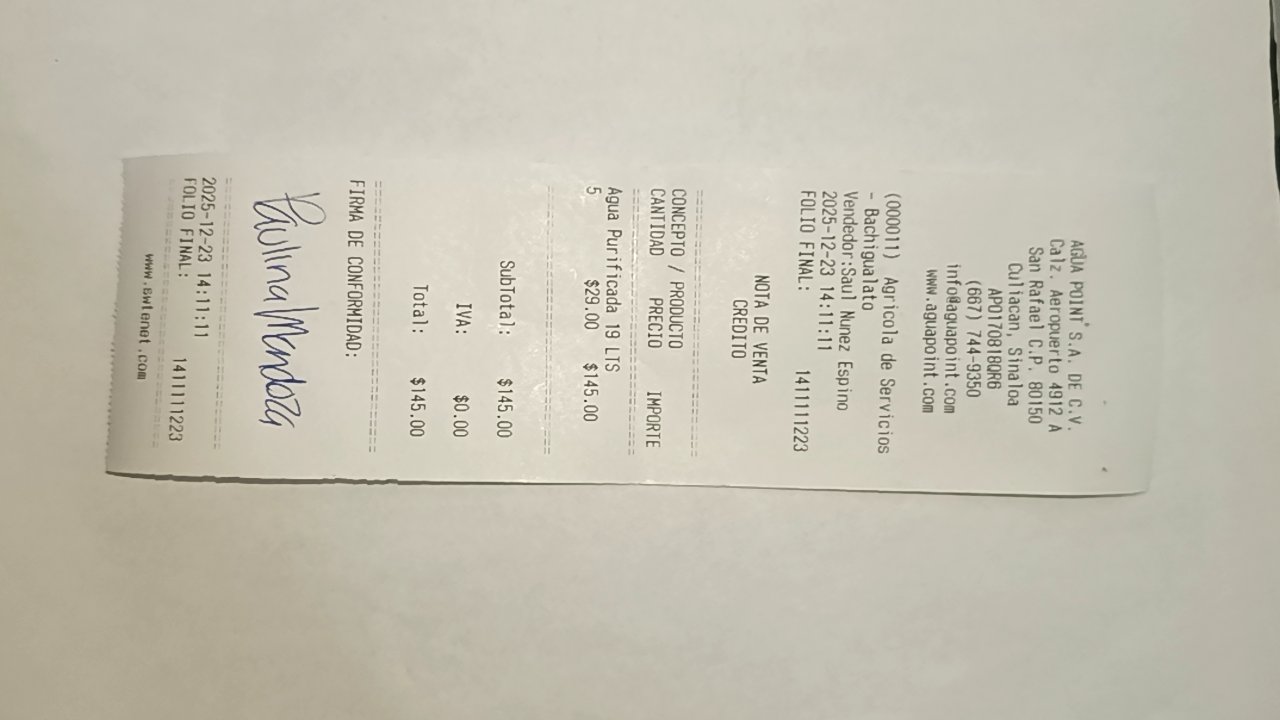 AGUA POINT S.A. DE C.V.
Calz. Aeropuerto 4912 A
San Rafael C.P. 80150
Culiacan, Sinaloa
APO170818QR6
(667) 744-9350
info@aguapoint.com
www.aguapoint.com
(000011) Agricola de Servicios
- Bachigualato
Vendedor:Saul Nunez Espino
2025-12-23 14:11:11
FOLIO FINAL: 1411111223
NOTA DE VENTA
CREDITO
CONCEPTO / PRODUCTO
CANTIDAD PRECIO IMPORTE
Agua Purificada 19 LTS
5 $29.00 $145.00
SubTotal: $145.00
IVA: $0.00
Total: $145.00
FIRMA DE CONFORMIDAD:
Paulina Mendoza
2025-12-23 14:11:11
FOLIO FINAL: 1411111223
www.ewienet.com